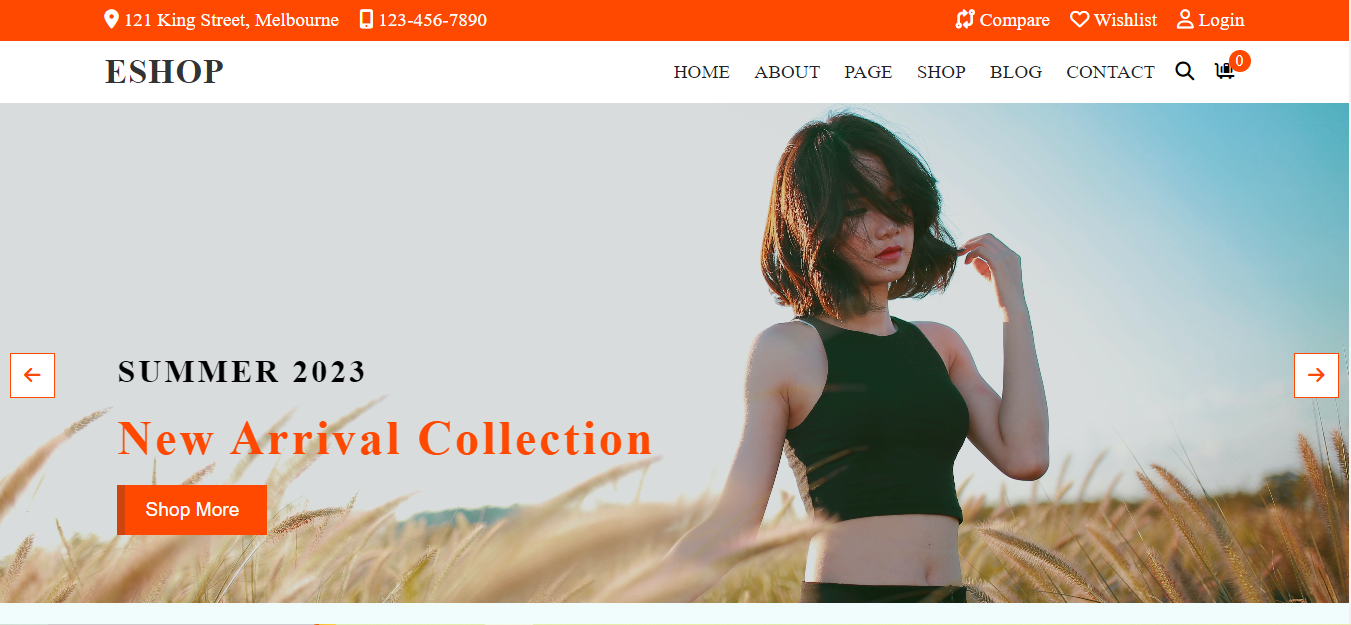 121 King Street, Melbourne 123-456-7890 Compare Wishlist Login
ESHOP HOME ABOUT PAGE SHOP BLOG CONTACT 0
SUMMER 2023
New Arrival Collection
Shop More